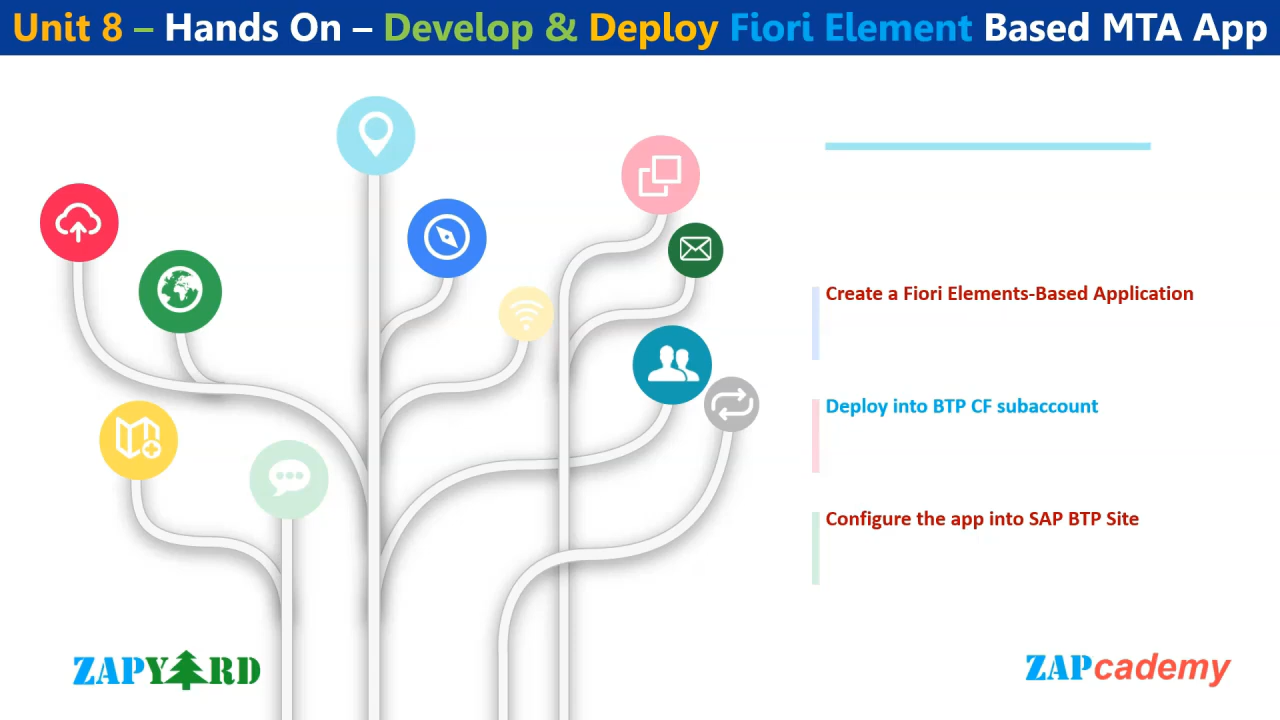 Unit 8 – Hands On – Develop & Deploy Fiori Element Based MTA App
Create a Fiori Elements-Based Application
Deploy into BTP CF subaccount
Configure the app into SAP BTP Site
ZAPYARD
ZAPcademy